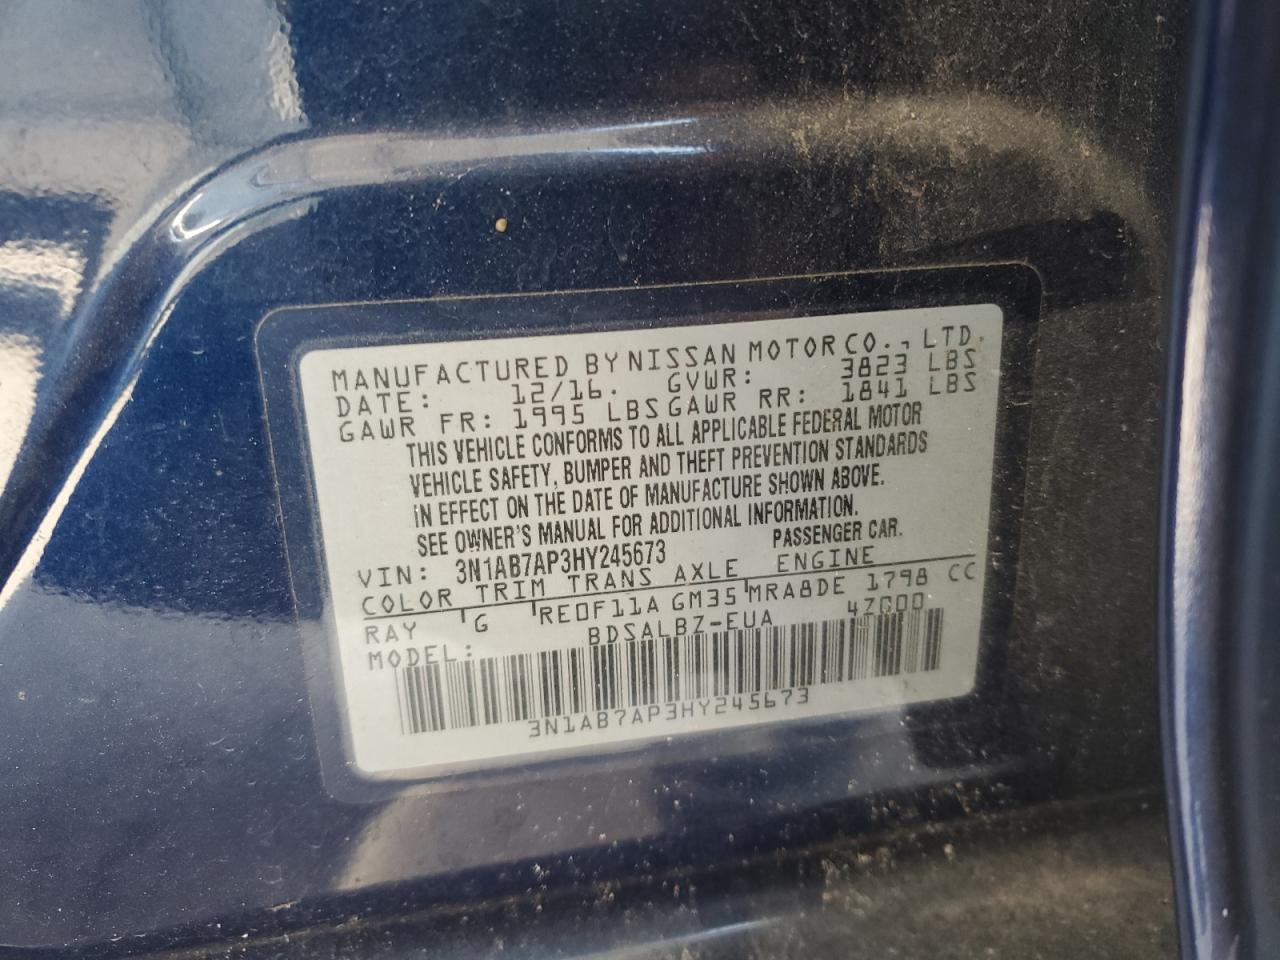 MANUFACTURED BY NISSAN MOTOR CO., LTD.
DATE: 12/16. GVWR: 3823 LBS
GAWR FR: 1995 LBS GAWR RR: 1841 LBS
THIS VEHICLE CONFORMS TO ALL APPLICABLE FEDERAL MOTOR
VEHICLE SAFETY, BUMPER AND THEFT PREVENTION STANDARDS
IN EFFECT ON THE DATE OF MANUFACTURE SHOWN ABOVE.
SEE OWNER'S MANUAL FOR ADDITIONAL INFORMATION.
VIN: 3N1AB7AP3HY245673 PASSENGER CAR.
COLOR TRIM TRANS AXLE ENGINE
RAY G RE0F11A GM35 MRA8DE 1798 CC
MODEL: BDSALBZ-EUA 47000
3N1AB7AP3HY245673